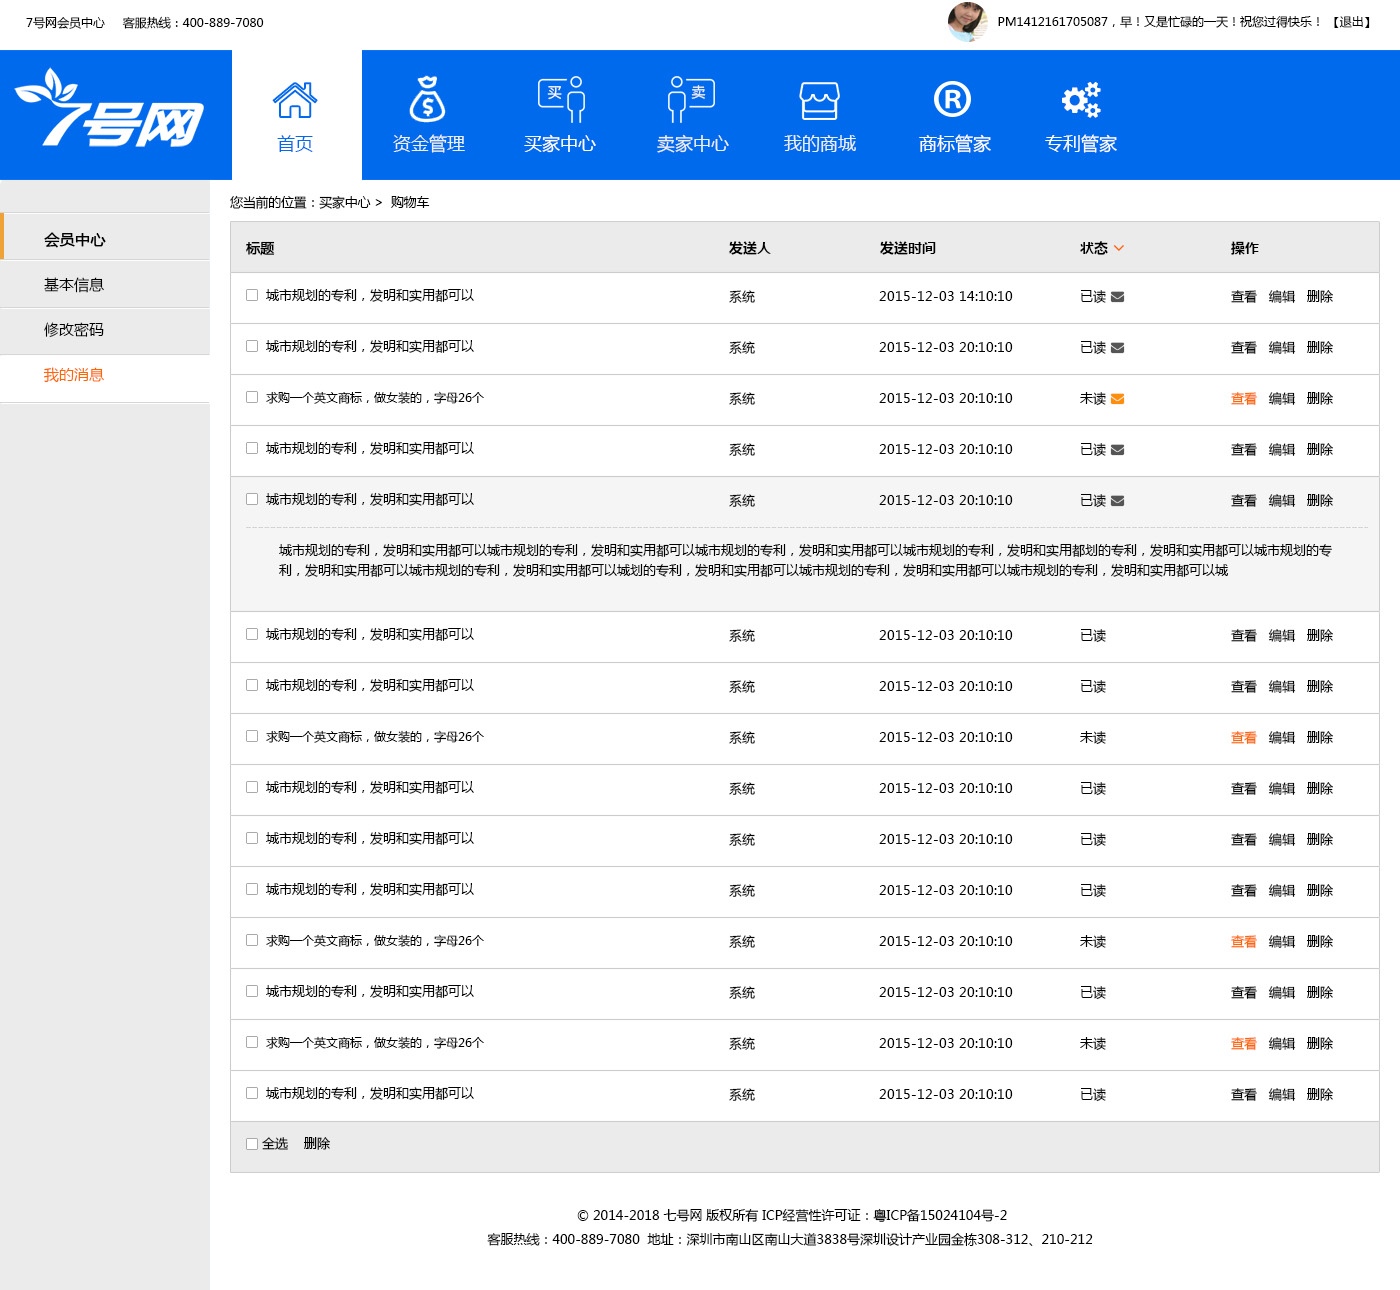 7号网会员中心 客服热线：400-889-7080 PM1412161705087，早！又是忙碌的一天！祝您过得快乐！ 【退出】
7号网
买 卖 R
首页 资金管理 买家中心 卖家中心 我的商城 商标管家 专利管家
会员中心
基本信息
修改密码
我的消息
您当前的位置：买家中心 > 购物车
标题 发送人 发送时间 状态 操作
城市规划的专利，发明和实用都可以 系统 2015-12-03 14:10:10 已读 查看 编辑 删除
城市规划的专利，发明和实用都可以 系统 2015-12-03 20:10:10 已读 查看 编辑 删除
求购一个英文商标，做女装的，字母26个 系统 2015-12-03 20:10:10 未读 查看 编辑 删除
城市规划的专利，发明和实用都可以 系统 2015-12-03 20:10:10 已读 查看 编辑 删除
城市规划的专利，发明和实用都可以 系统 2015-12-03 20:10:10 已读 查看 编辑 删除
城市规划的专利，发明和实用都可以城市规划的专利，发明和实用都可以城市规划的专利，发明和实用都可以城市规划的专利，发明和实用都划的专利，发明和实用都可以城市规划的专
利，发明和实用都可以城市规划的专利，发明和实用都可以城划的专利，发明和实用都可以城市规划的专利，发明和实用都可以城市规划的专利，发明和实用都可以城
城市规划的专利，发明和实用都可以 系统 2015-12-03 20:10:10 已读 查看 编辑 删除
城市规划的专利，发明和实用都可以 系统 2015-12-03 20:10:10 已读 查看 编辑 删除
求购一个英文商标，做女装的，字母26个 系统 2015-12-03 20:10:10 未读 查看 编辑 删除
城市规划的专利，发明和实用都可以 系统 2015-12-03 20:10:10 已读 查看 编辑 删除
城市规划的专利，发明和实用都可以 系统 2015-12-03 20:10:10 已读 查看 编辑 删除
城市规划的专利，发明和实用都可以 系统 2015-12-03 20:10:10 已读 查看 编辑 删除
求购一个英文商标，做女装的，字母26个 系统 2015-12-03 20:10:10 未读 查看 编辑 删除
城市规划的专利，发明和实用都可以 系统 2015-12-03 20:10:10 已读 查看 编辑 删除
求购一个英文商标，做女装的，字母26个 系统 2015-12-03 20:10:10 未读 查看 编辑 删除
城市规划的专利，发明和实用都可以 系统 2015-12-03 20:10:10 已读 查看 编辑 删除
全选 删除
© 2014-2018 七号网 版权所有 ICP经营性许可证：粤ICP备15024104号-2
客服热线：400-889-7080 地址：深圳市南山区南山大道3838号深圳设计产业园金栋308-312、210-212